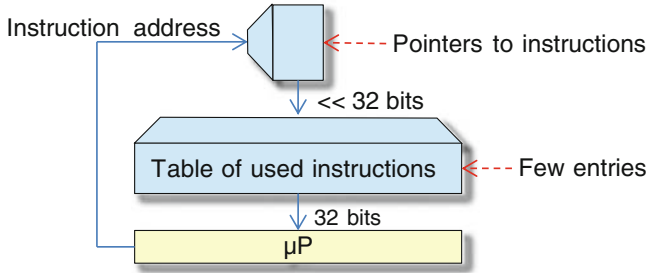 Instruction address
Pointers to instructions
<< 32 bits
Table of used instructions
Few entries
32 bits
µP